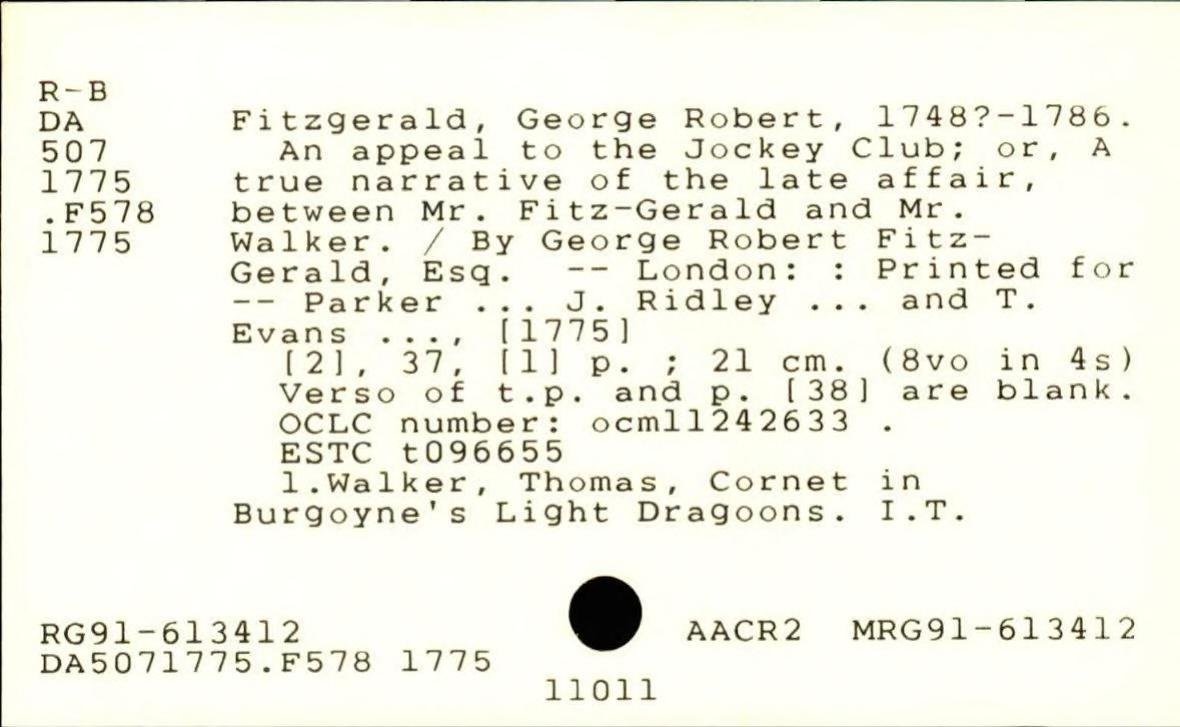 R-B
DA Fitzgerald, George Robert, 1748?-1786.
507 An appeal to the Jockey Club; or, A
1775 true narrative of the late affair,
.F578 between Mr. Fitz-Gerald and Mr.
1775 Walker. / By George Robert Fitz-
Gerald, Esq. -- London: : Printed for
-- Parker ... J. Ridley ... and T.
Evans ..., [1775]
[2], 37, [1] p. ; 21 cm. (8vo in 4s)
Verso of t.p. and p. [38] are blank.
OCLC number: ocm11242633 .
ESTC t096655
1.Walker, Thomas, Cornet in
Burgoyne's Light Dragoons. I.T.
RG91-613412 AACR2 MRG91-613412
DA5071775.F578 1775
11011